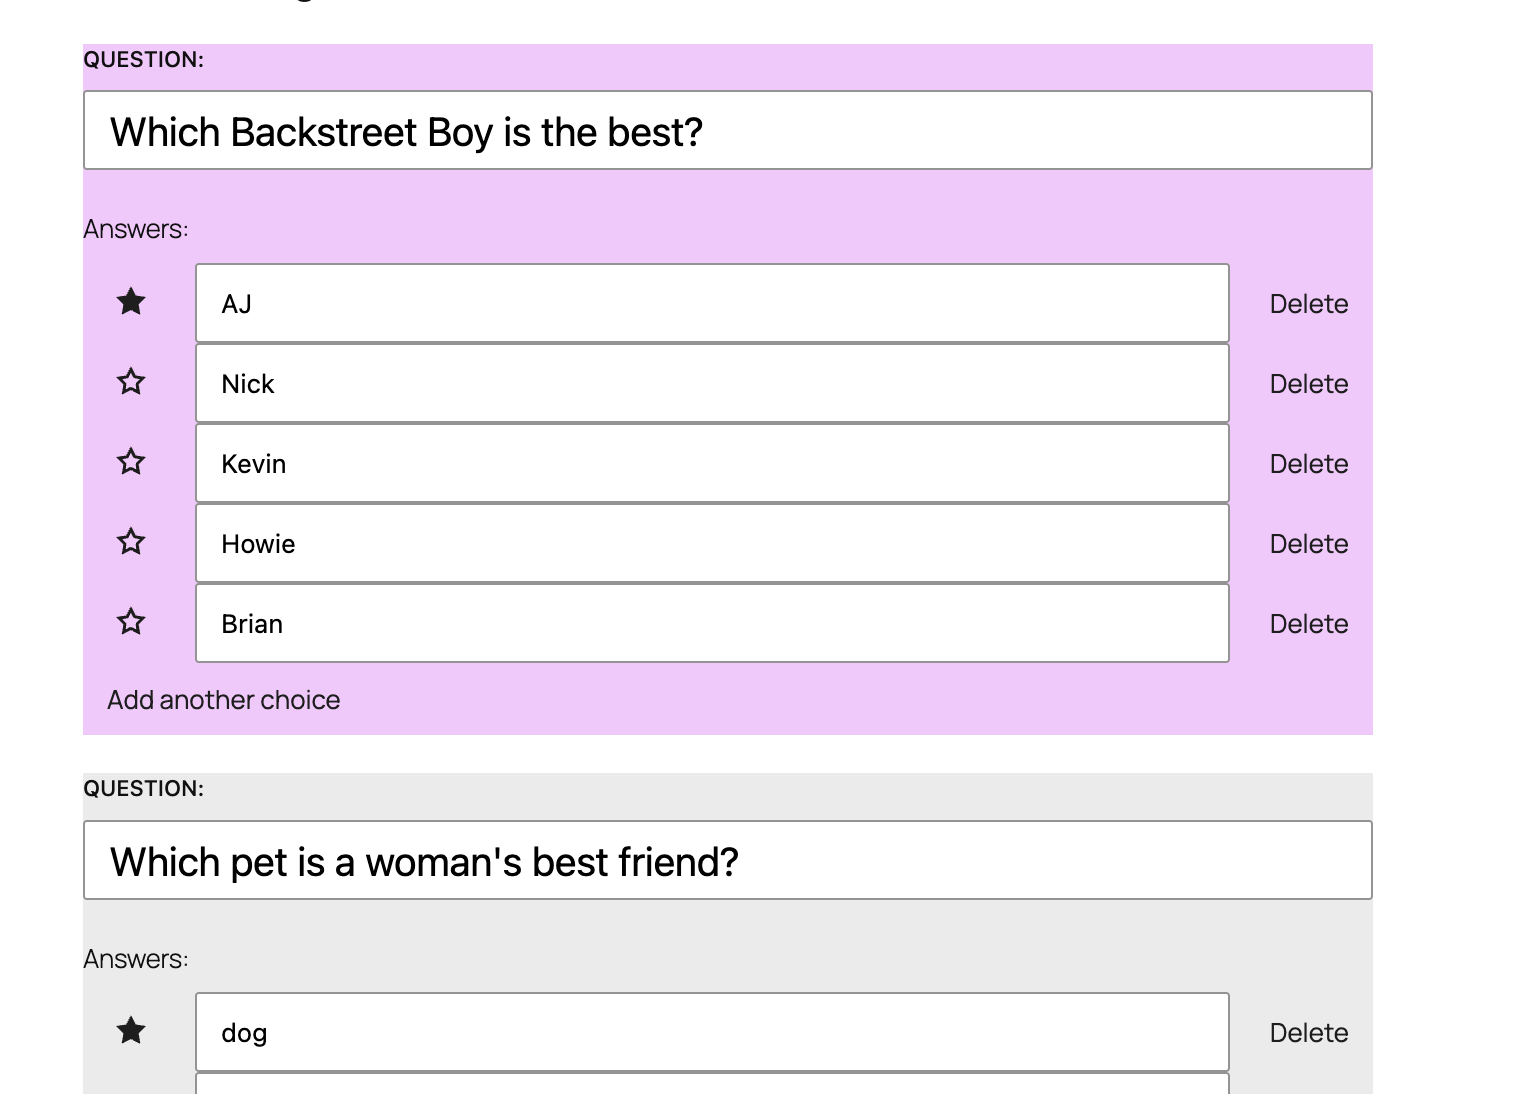 QUESTION:
Which Backstreet Boy is the best?
Answers:
AJ Delete
Nick Delete
Kevin Delete
Howie Delete
Brian Delete
Add another choice
QUESTION:
Which pet is a woman's best friend?
Answers:
dog Delete